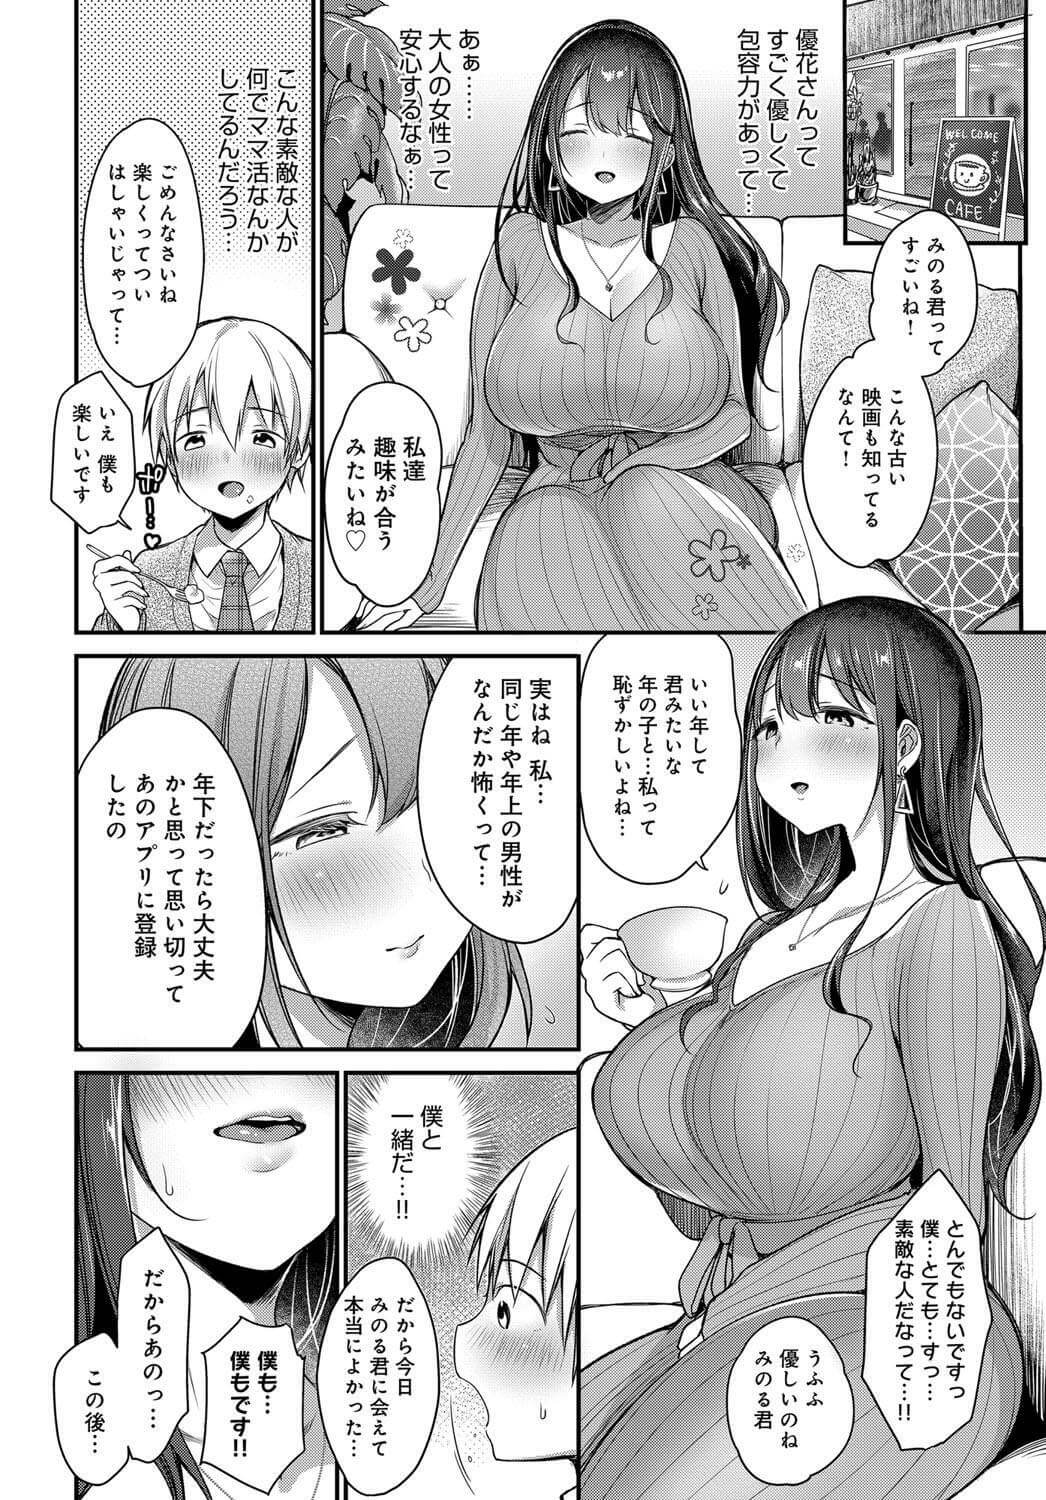 WELCOME
CAFE
みのる君って
すごいね！
こんな古い
映画も知ってる
なんて！
優花さんって
すごく優しくて
包容力があって…
私達
趣味が合う
みたいね♡
あぁ……
大人の女性って
安心するなぁ…
こんな素敵な人が
何でママ活なんか
してるんだろう…
ごめんなさいね
楽しくってつい
はしゃいじゃって…
いえ 僕も
楽しいです
ポー…♡
いい年して
君みたいな
年の子と…私って
恥ずかしいよね…
とんでもないですっ
僕…とても…すっ…
素敵な人だなって…!!
うふふ
優しいのね
みのる君
実はね 私…
同じ年や年上の男性が
なんだか怖くって…
年下だったら大丈夫
かと思って思い切って
あのアプリに登録
したの
僕と
一緒だ…!!
だから今日
みのる君に会えて
本当によかった…
僕も…
僕もです!!
だからあのっ…
この後…